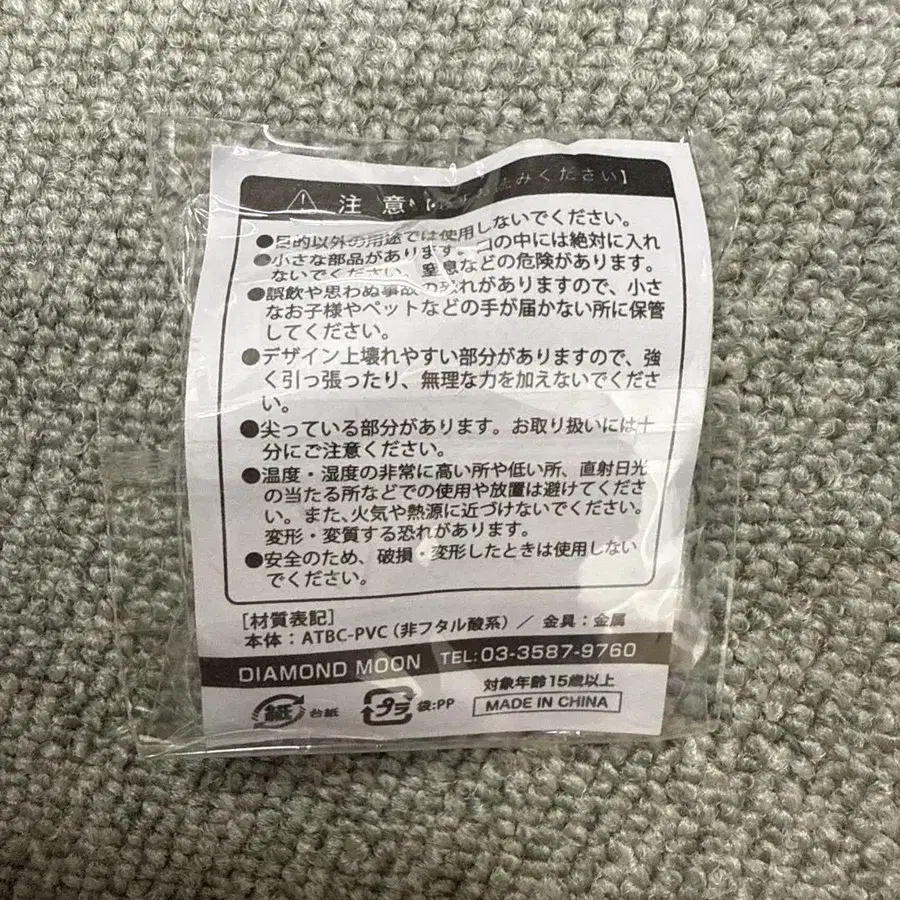 注意 読みください】
●目的以外の用途では使用しないでください。
●小さな部品があります。口の中には絶対に入れ
ないでください。窒息などの危険があります。
●誤飲や思わぬ事故の恐れがありますので、小さ
なお子様やペットなどの手が届かない所に保管
してください。
●デザイン上壊れやすい部分がありますので、強
く引っ張ったり、無理な力を加えないでくださ
い。
●尖っている部分があります。お取り扱いには十
分にご注意ください。
●温度・湿度の非常に高い所や低い所、直射日光
の当たる所などでの使用や放置は避けてくださ
い。また、火気や熱源に近づけないでください。
変形・変質する恐れがあります。
●安全のため、破損・変形したときは使用しない
でください。
[材質表記]
本体：ATBC-PVC（非フタル酸系）／ 金具：金属
DIAMOND MOON TEL:03-3587-9760
紙 台紙 プラ 袋:PP 対象年齢15歳以上
MADE IN CHINA